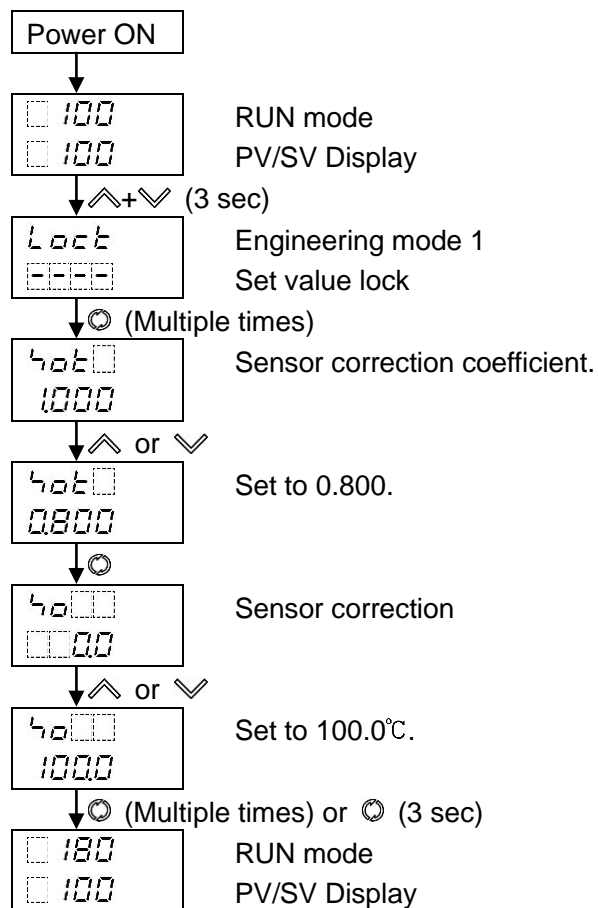 Power ON
100 RUN mode
100 PV/SV Display
+ (3 sec)
Lock Engineering mode 1
---- Set value lock
(Multiple times)
sok Sensor correction coefficient.
1.000
or
sok Set to 0.800.
0.800
so Sensor correction
0.0
or
so Set to 100.0℃.
100.0
(Multiple times) or (3 sec)
180 RUN mode
100 PV/SV Display